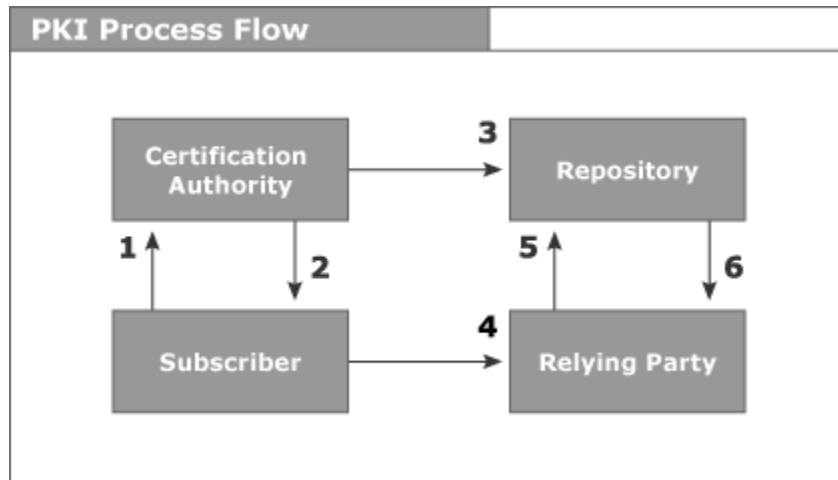 PKI Process Flow
Certification
Authority
3
Repository
1
2
5
6
Subscriber
4
Relying Party